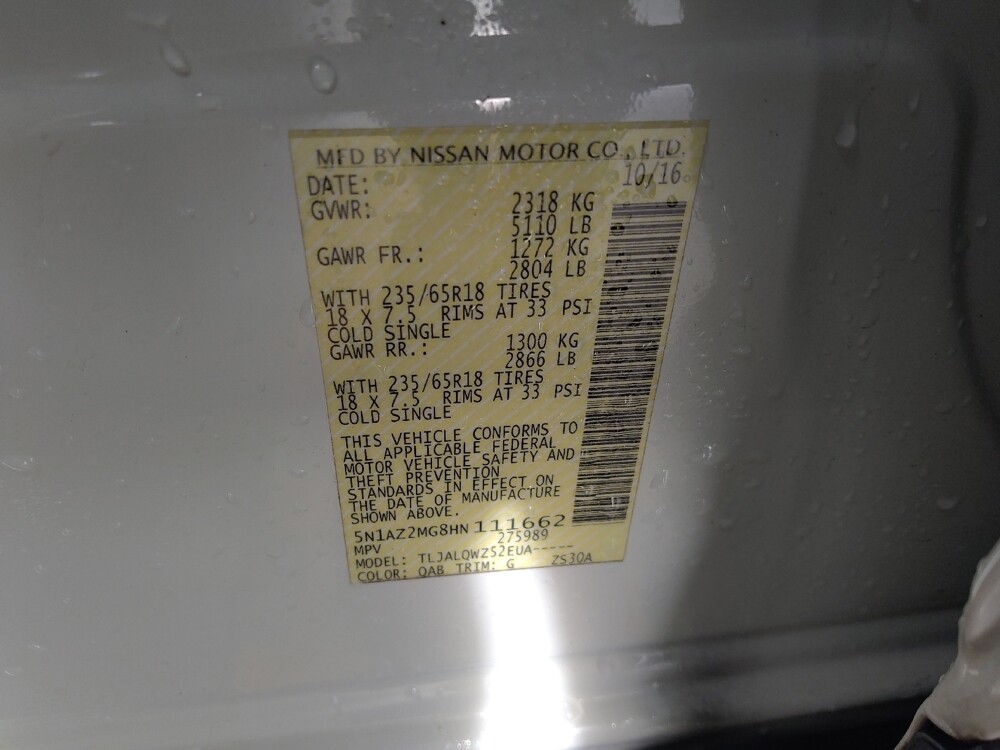 MFD BY NISSAN MOTOR CO., LTD.
DATE: 10/16
GVWR: 2318 KG
5110 LB
GAWR FR.: 1272 KG
2804 LB
WITH 235/65R18 TIRES
18 X 7.5 RIMS AT 33 PSI
COLD SINGLE
GAWR RR.: 1300 KG
2866 LB
WITH 235/65R18 TIRES
18 X 7.5 RIMS AT 33 PSI
COLD SINGLE
THIS VEHICLE CONFORMS TO
ALL APPLICABLE FEDERAL
MOTOR VEHICLE SAFETY AND
THEFT PREVENTION
STANDARDS IN EFFECT ON
THE DATE OF MANUFACTURE
SHOWN ABOVE.
5N1AZ2MG8HN 111662
MPV 275989
MODEL: TLJALQWZ52EUA-----
COLOR: QAB TRIM: G ZS30A